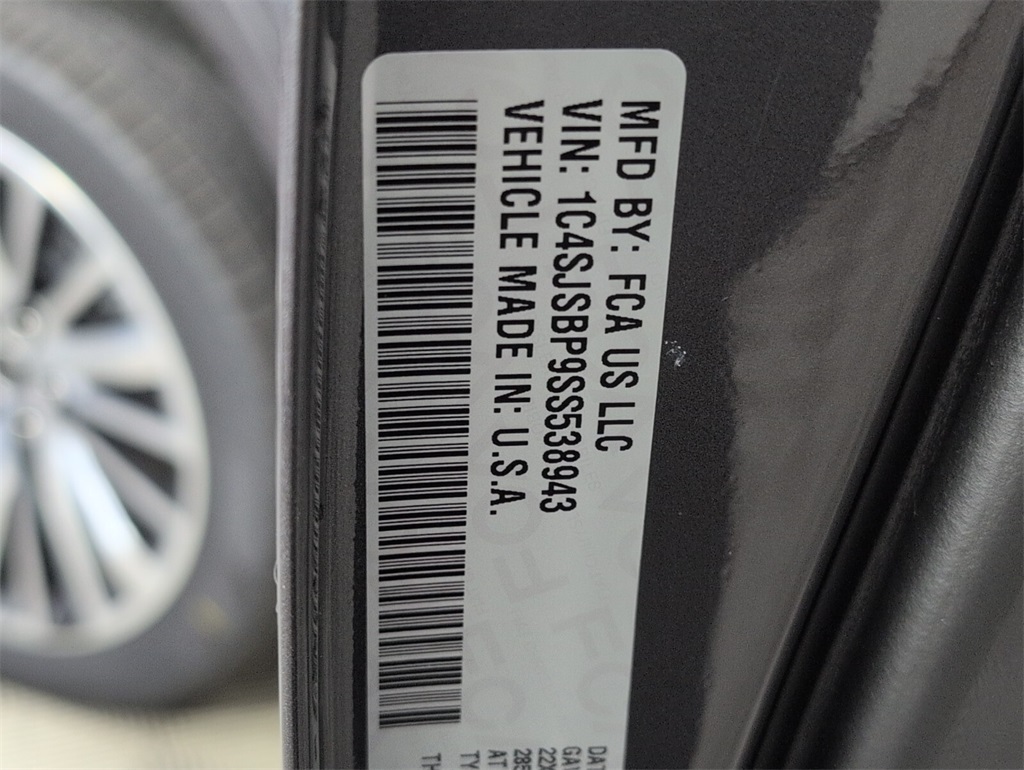 MFD BY: FCA US LLC
VIN: 1C4SJSBP9SS538943
VEHICLE MADE IN: U.S.A.